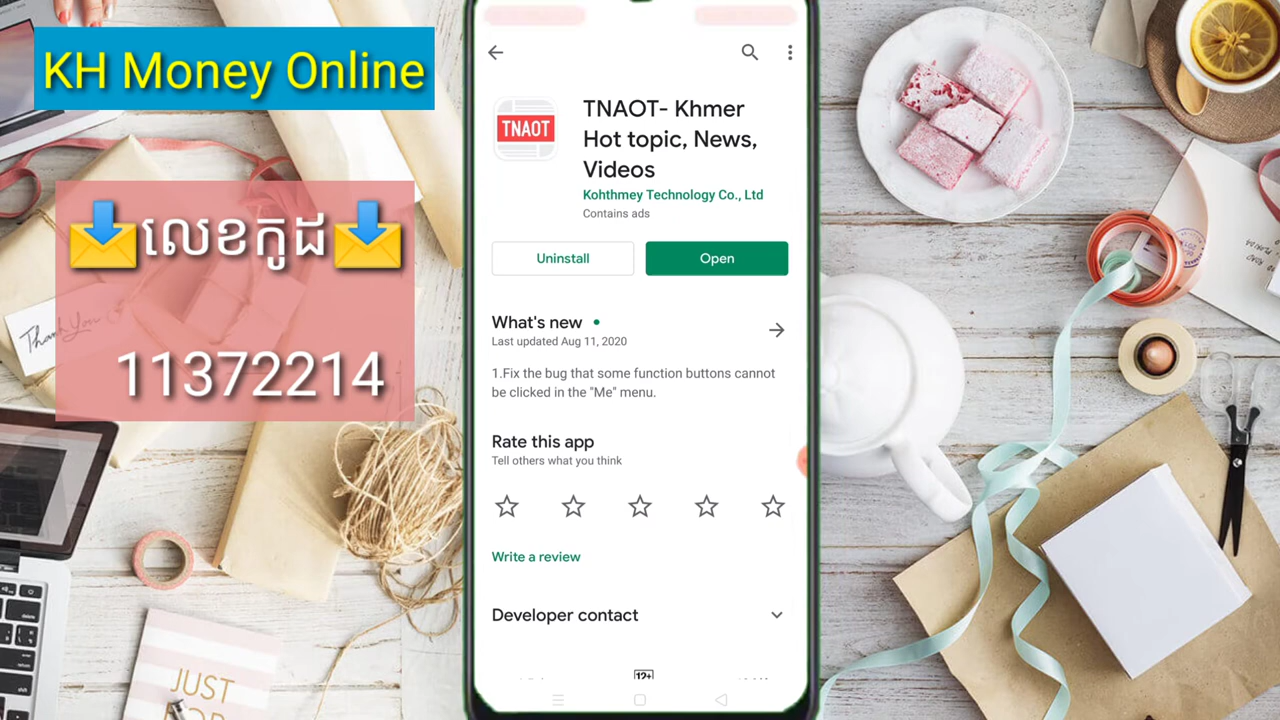 KH Money Online
លេខកូដ
11372214
TNAOT
TNAOT- Khmer
Hot topic, News,
Videos
Kohthmey Technology Co., Ltd
Contains ads
Uninstall
Open
What's new
Last updated Aug 11, 2020
1.Fix the bug that some function buttons cannot
be clicked in the "Me" menu.
Rate this app
Tell others what you think
Write a review
Developer contact
12+
Thank You
JUST